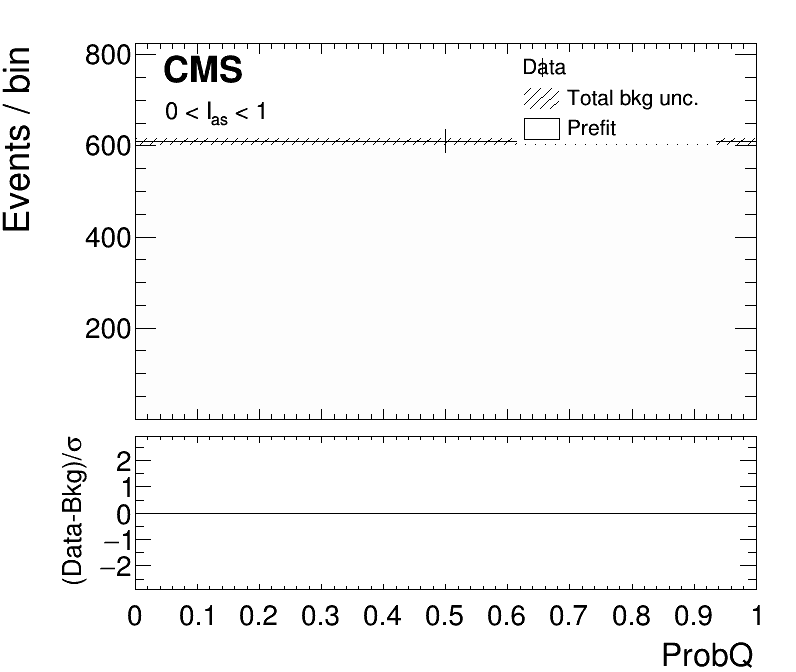 CMS
0 < Ias < 1
Data
Total bkg unc.
Prefit
Events / bin
800
600
400
200
(Data-Bkg)/σ
2
1
0
−1
−2
0 0.1 0.2 0.3 0.4 0.5 0.6 0.7 0.8 0.9 1
ProbQ